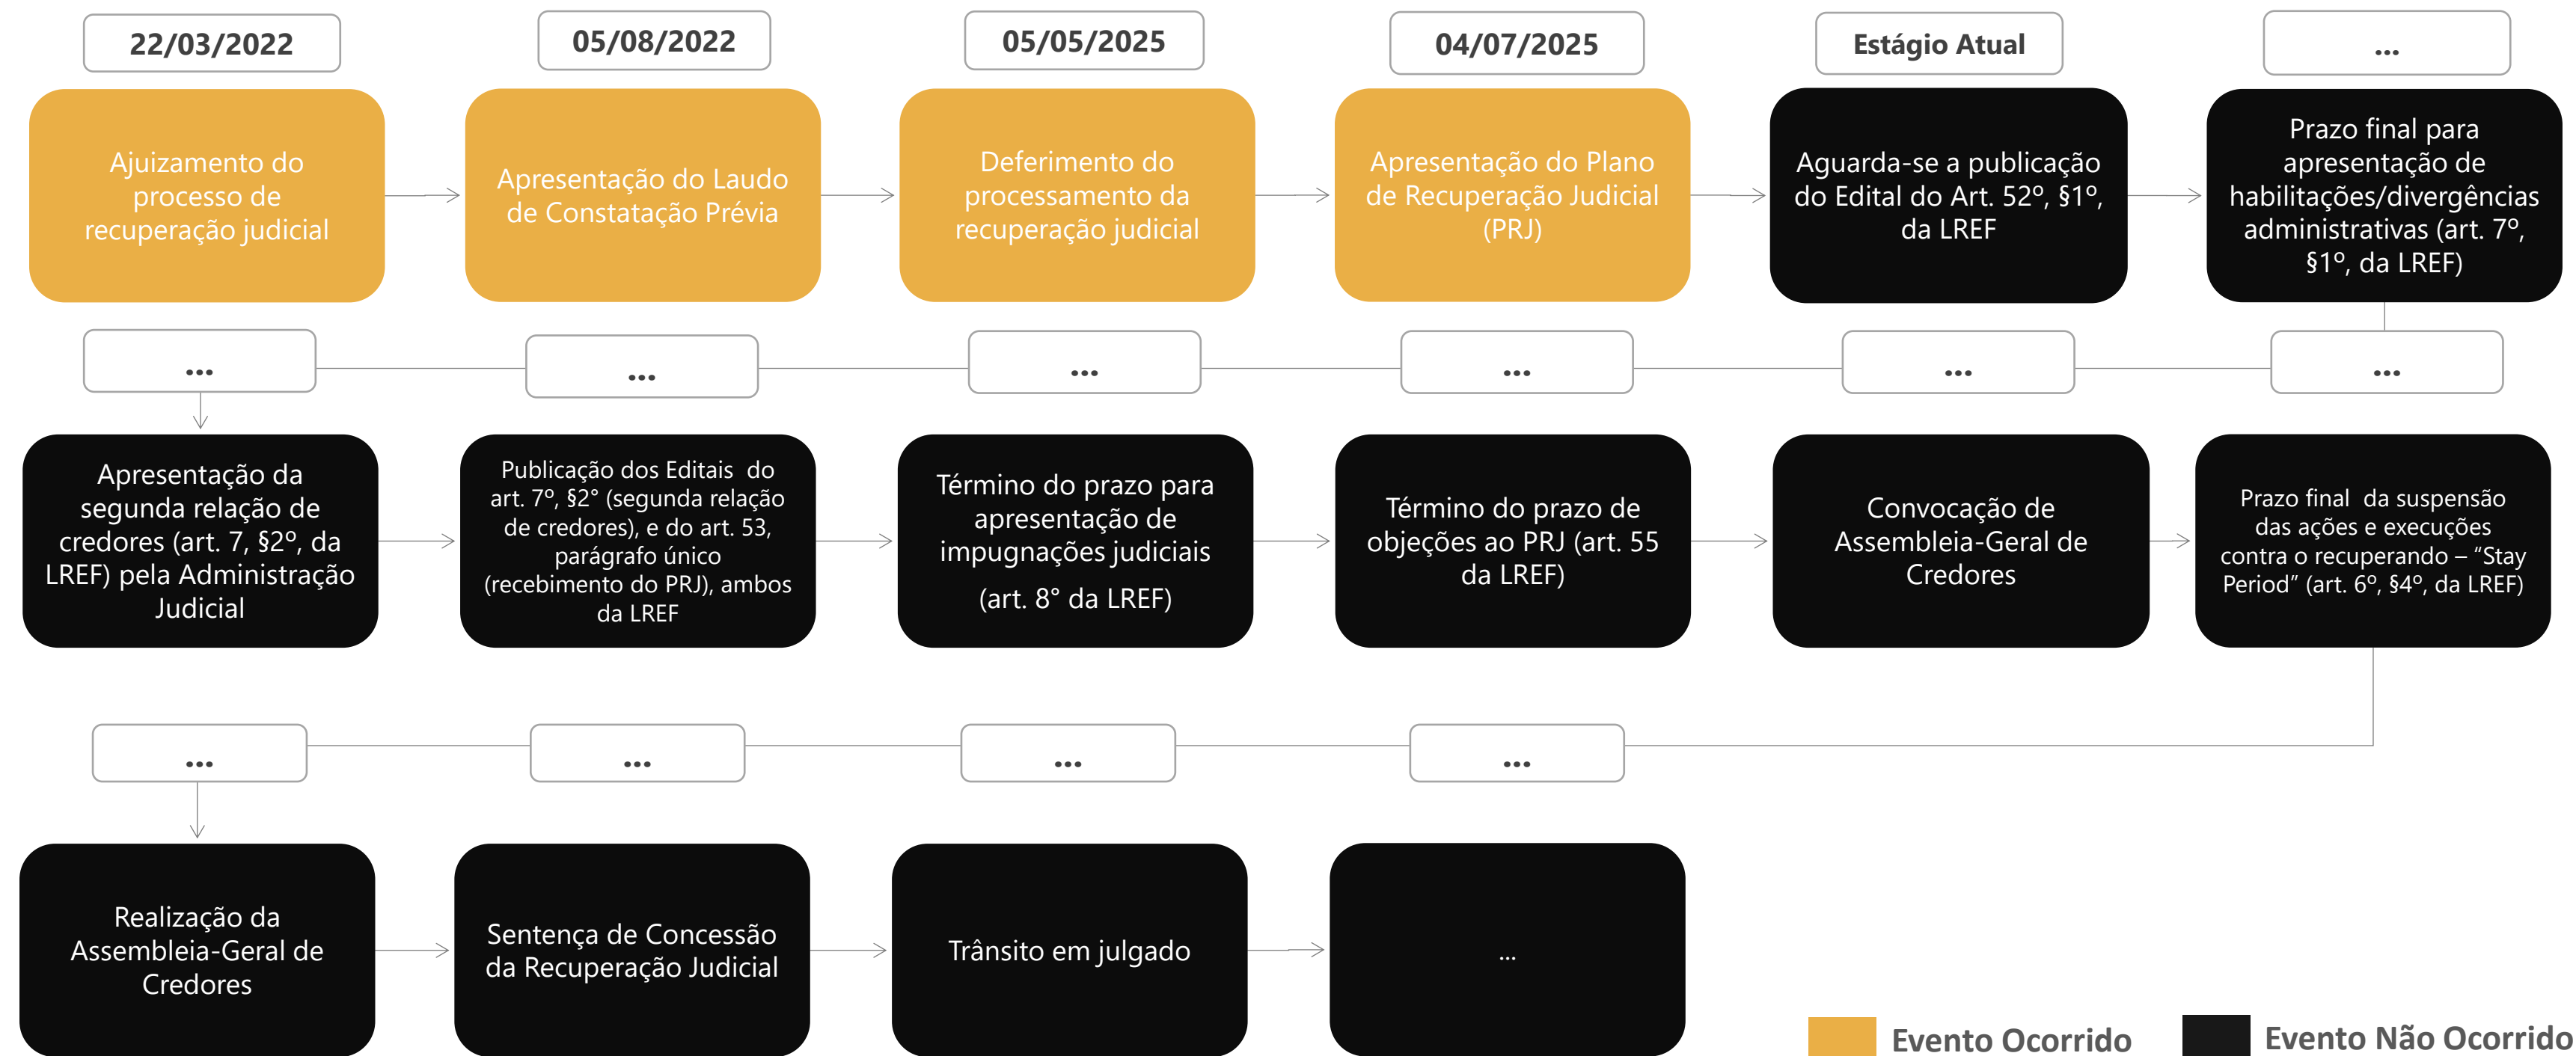 22/03/2022
05/08/2022
05/05/2025
04/07/2025
Estágio Atual
...
Ajuizamento do
processo de
recuperação judicial
Apresentação do Laudo
de Constatação Prévia
Deferimento do
processamento da
recuperação judicial
Apresentação do Plano
de Recuperação Judicial
(PRJ)
Aguarda-se a publicação
do Edital do Art. 52º, §1º,
da LREF
Prazo final para
apresentação de
habilitações/divergências
administrativas (art. 7º,
§1º, da LREF)
...
...
...
...
...
...
Apresentação da
segunda relação de
credores (art. 7, §2º, da
LREF) pela Administração
Judicial
Publicação dos Editais do
art. 7º, §2° (segunda relação
de credores), e do art. 53,
parágrafo único
(recebimento do PRJ), ambos
da LREF
Término do prazo para
apresentação de
impugnações judiciais
(art. 8° da LREF)
Término do prazo de
objeções ao PRJ (art. 55
da LREF)
Convocação de
Assembleia-Geral de
Credores
Prazo final da suspensão
das ações e execuções
contra o recuperando – “Stay
Period” (art. 6º, §4º, da LREF)
...
...
...
...
Realização da
Assembleia-Geral de
Credores
Sentença de Concessão
da Recuperação Judicial
Trânsito em julgado
...
Evento Ocorrido
Evento Não Ocorrido